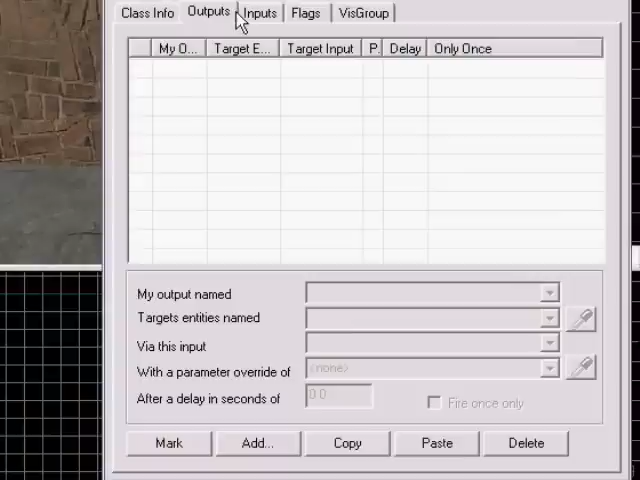 Class Info Outputs Inputs Flags VisGroup
My O... Target E... Target Input P. Delay Only Once
My output named
Targets entities named
Via this input
With a parameter override of <none>
After a delay in seconds of 0.0 Fire once only
Mark Add... Copy Paste Delete